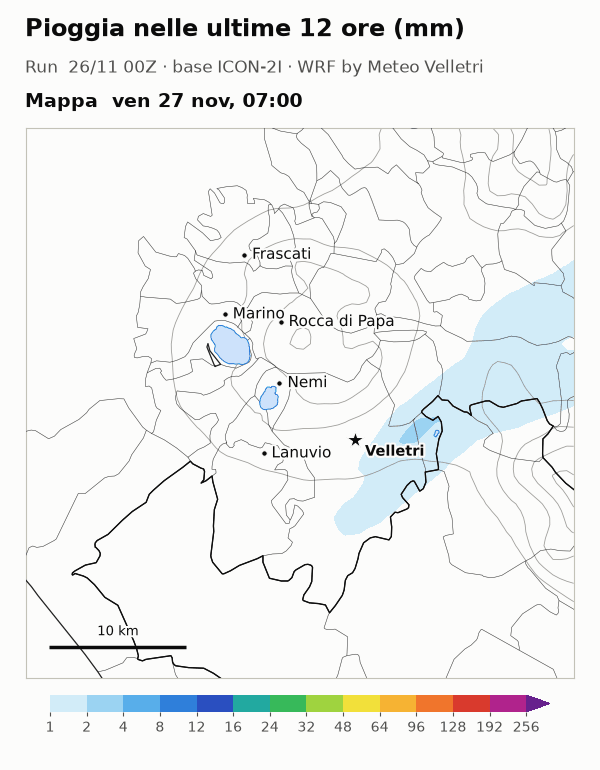 Pioggia nelle ultime 12 ore (mm)
Run  26/11 00Z · base ICON-2I · WRF by Meteo Velletri
Mappa  ven 27 nov, 07:00
Frascati
Marino
Rocca di Papa
Nemi
Velletri
Lanuvio
10 km
1 2 4 8 12 16 24 32 48 64 96 128 192 256